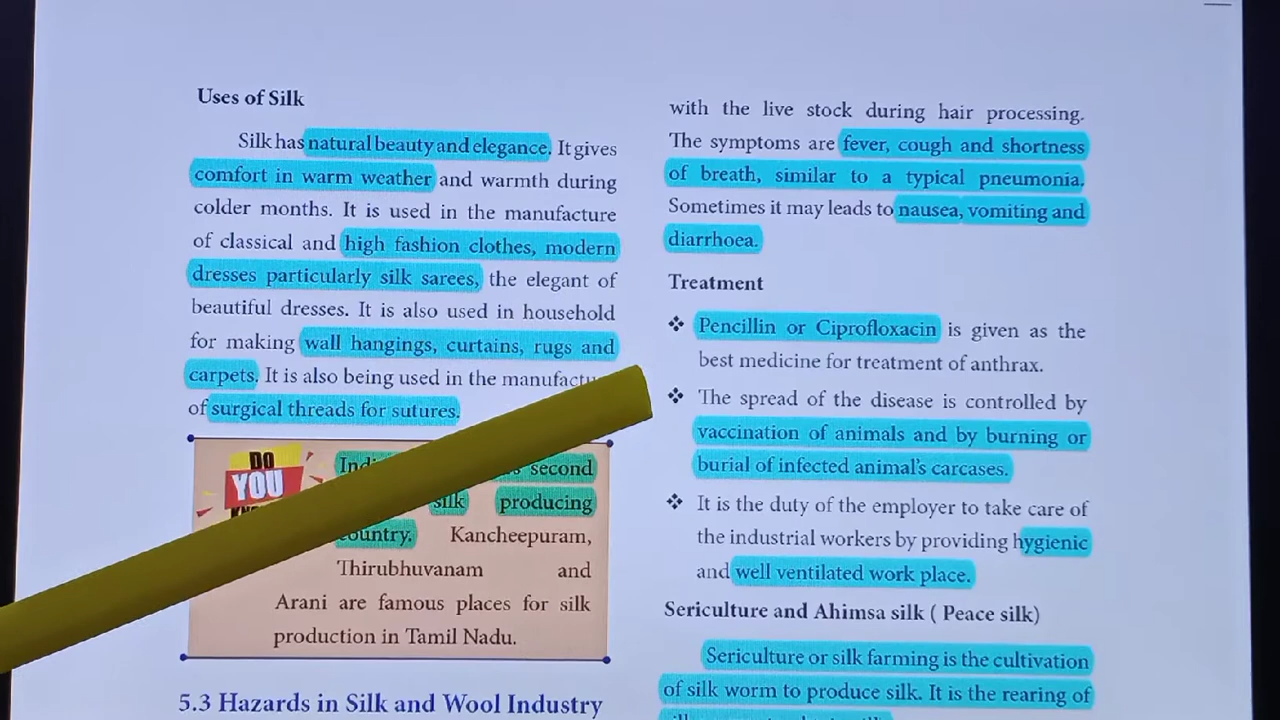 Uses of Silk
Silk has natural beauty and elegance. It gives
comfort in warm weather and warmth during
colder months. It is used in the manufacture
of classical and high fashion clothes, modern
dresses particularly silk sarees, the elegant of
beautiful dresses. It is also used in household
for making wall hangings, curtains, rugs and
carpets. It is also being used in the
of surgical threads for sutures.
DO
YOU
second
silk producing
country. Kancheepuram,
Thirubhuvanam and
Arani are famous places for silk
production in Tamil Nadu.
5.3 Hazards in Silk and Wool Industry
with the live stock during hair processing.
The symptoms are fever, cough and shortness
of breath, similar to a typical pneumonia.
Sometimes it may leads to nausea, vomiting and
diarrhoea.
Treatment
❖ Pencillin or Ciprofloxacin is given as the
best medicine for treatment of anthrax.
❖ The spread of the disease is controlled by
vaccination of animals and by burning or
burial of infected animal's carcases.
❖ It is the duty of the employer to take care of
the industrial workers by providing hygienic
and well ventilated work place.
Sericulture and Ahimsa silk ( Peace silk)
Sericulture or silk farming is the cultivation
of silk worm to produce silk. It is the rearing of